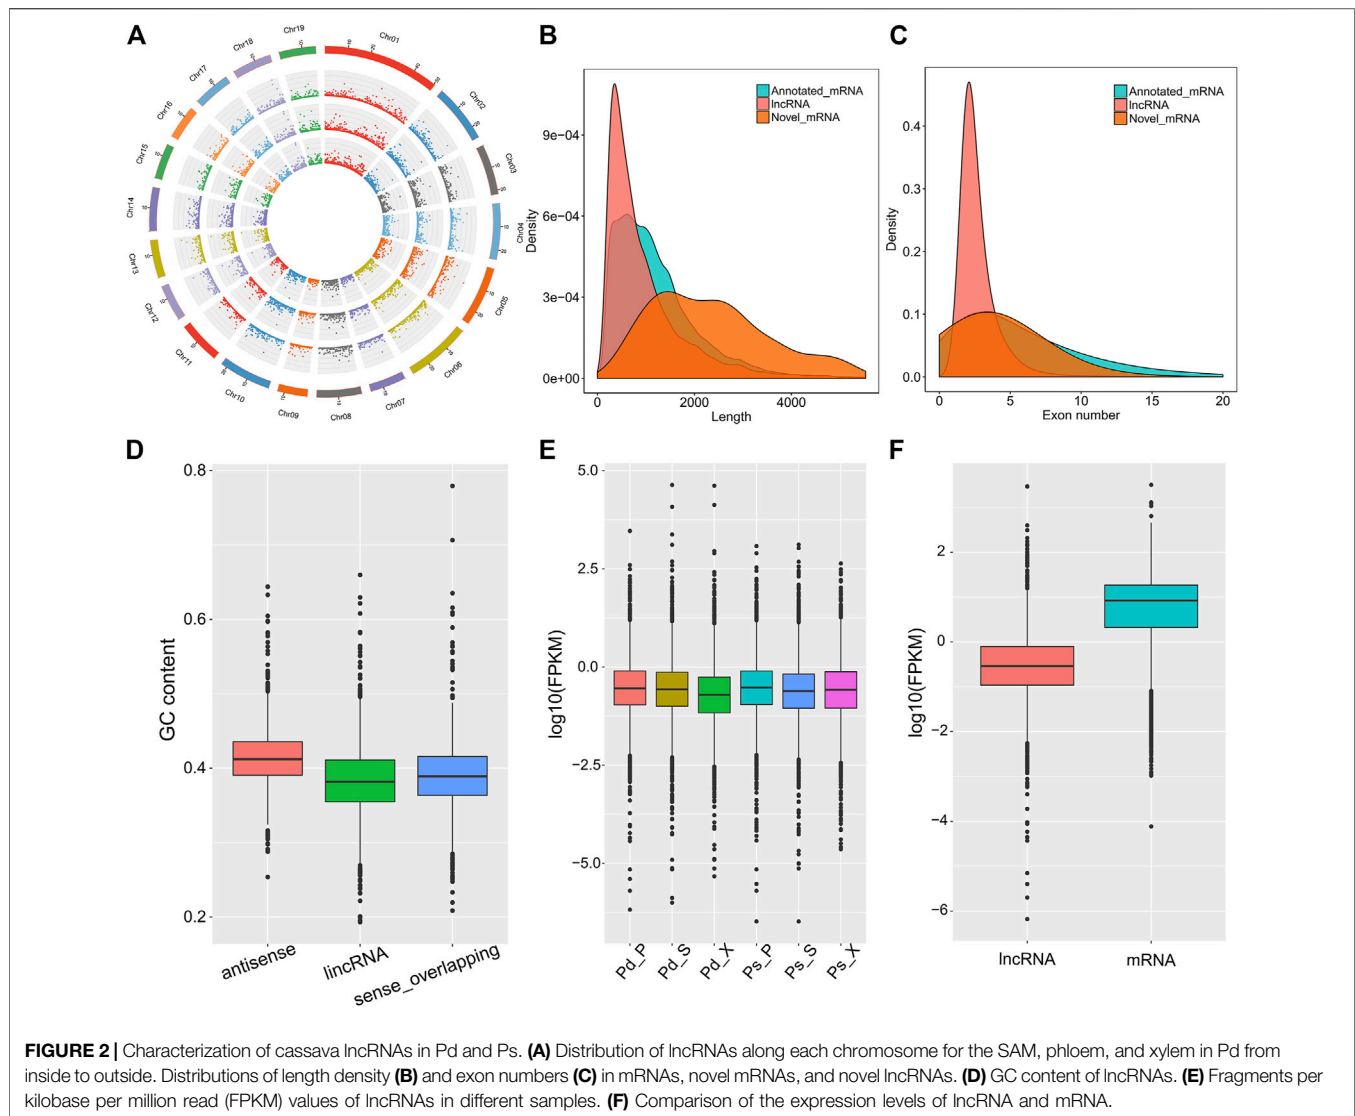 A
Chr01
Chr02
Chr03
Chr04
Chr05
Chr06
Chr07
Chr08
Chr09
Chr10
Chr11
Chr12
Chr13
Chr14
Chr15
Chr16
Chr17
Chr18
Chr19
B
Annotated_mRNA
lncRNA
Novel_mRNA
9e−04
6e−04
3e−04
0e+00
Density
0 2000 4000
Length
C
Annotated_mRNA
lncRNA
Novel_mRNA
0.4
0.3
0.2
0.1
0.0
Density
0 5 10 15 20
Exon number
D
0.8
0.6
0.4
0.2
GC content
antisense lincRNA sense_overlapping
E
5.0
2.5
0.0
−2.5
−5.0
log10(FPKM)
Pd_P Pd_S Pd_X Ps_P Ps_S Ps_X
F
2
0
−2
−4
−6
log10(FPKM)
lncRNA mRNA
FIGURE 2 | Characterization of cassava lncRNAs in Pd and Ps. (A) Distribution of lncRNAs along each chromosome for the SAM, phloem, and xylem in Pd from
inside to outside. Distributions of length density (B) and exon numbers (C) in mRNAs, novel mRNAs, and novel lncRNAs. (D) GC content of lncRNAs. (E) Fragments per
kilobase per million read (FPKM) values of lncRNAs in different samples. (F) Comparison of the expression levels of lncRNA and mRNA.